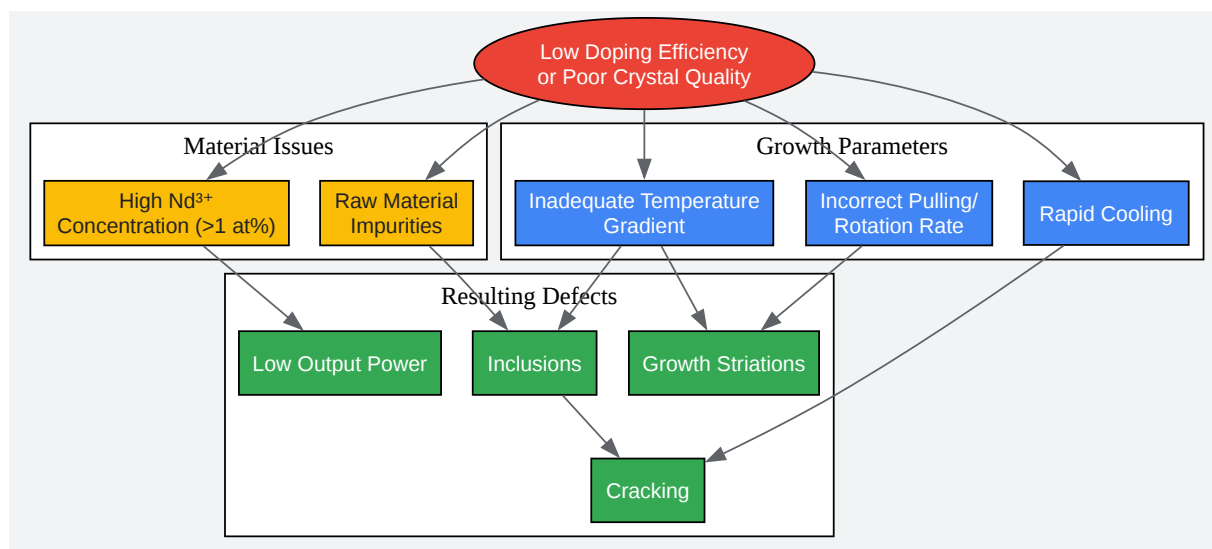 Low Doping Efficiency
or Poor Crystal Quality
Material Issues
Growth Parameters
High Nd³⁺
Concentration (>1 at%)
Raw Material
Impurities
Inadequate Temperature
Gradient
Incorrect Pulling/
Rotation Rate
Rapid Cooling
Resulting Defects
Low Output Power
Inclusions
Growth Striations
Cracking